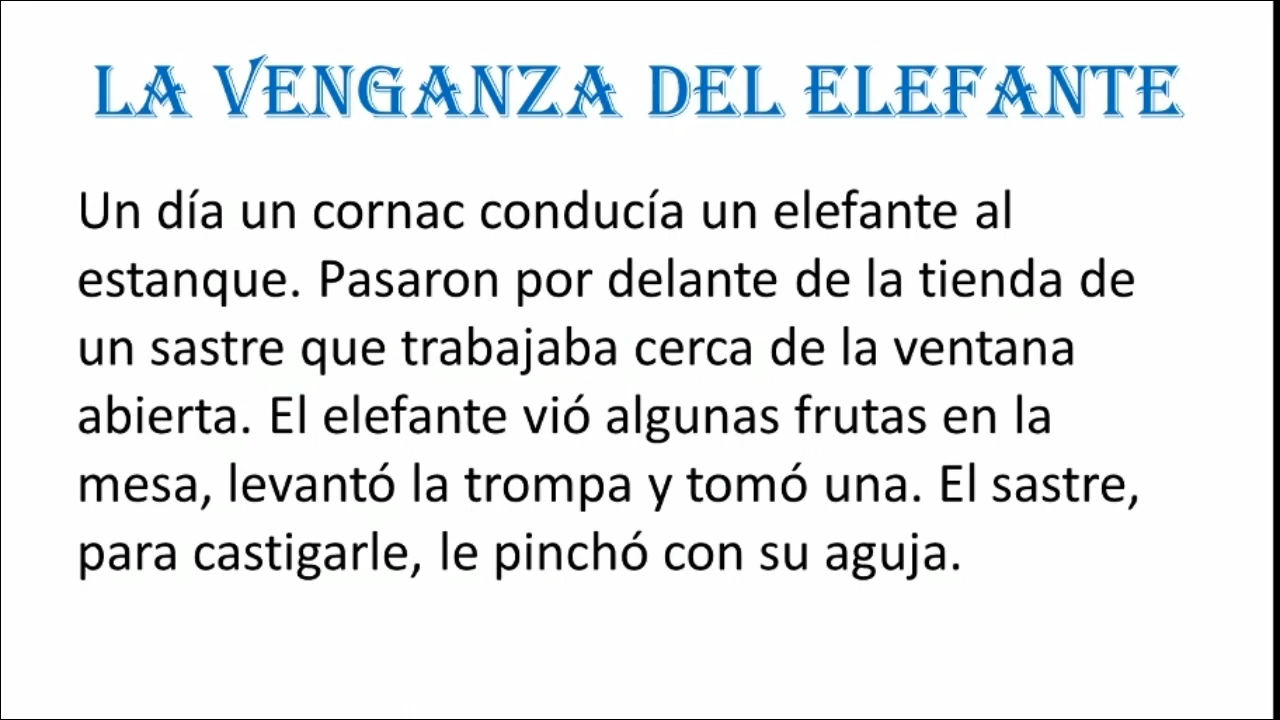 LA VENGANZA DEL ELEFANTE
Un día un cornac conducía un elefante al
estanque. Pasaron por delante de la tienda de
un sastre que trabajaba cerca de la ventana
abierta. El elefante vió algunas frutas en la
mesa, levantó la trompa y tomó una. El sastre,
para castigarle, le pinchó con su aguja.